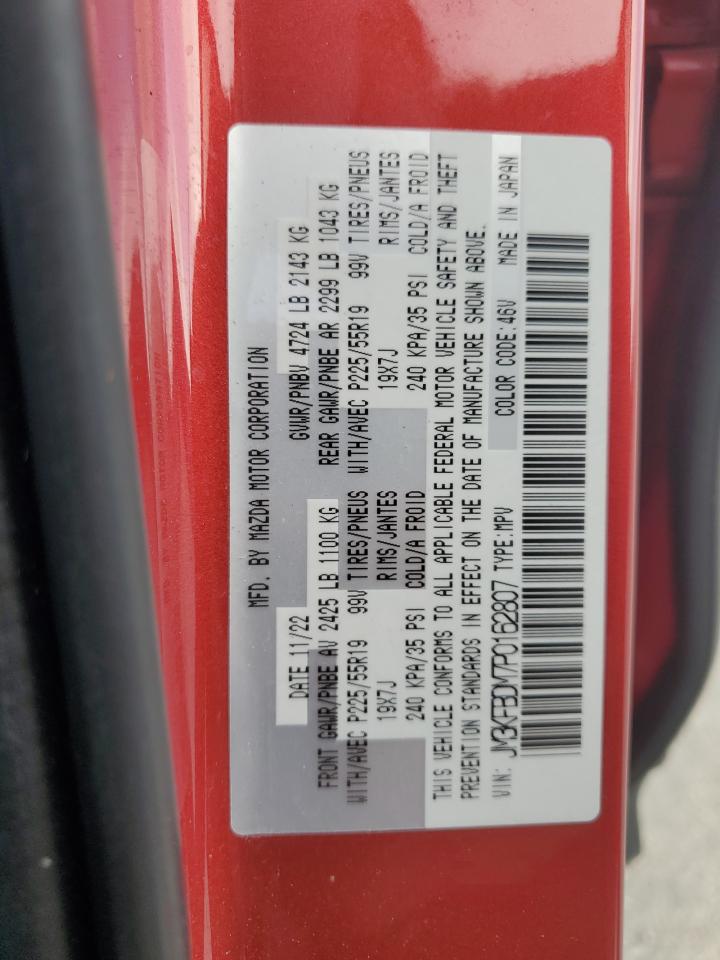 MFD. BY MAZDA MOTOR CORPORATION
DATE 11/22 GVWR/PNBV 4724 LB 2143 KG
FRONT GAWR/PNBE AV 2425 LB 1100 KG REAR GAWR/PNBE AR 2299 LB 1043 KG
WITH/AVEC P225/55R19 99V TIRES/PNEUS WITH/AVEC P225/55R19 99V TIRES/PNEUS
19X7J RIMS/JANTES 19X7J RIMS/JANTES
240 KPA/35 PSI COLD/A FROID 240 KPA/35 PSI COLD/A FROID
THIS VEHICLE CONFORMS TO ALL APPLICABLE FEDERAL MOTOR VEHICLE SAFETY AND THEFT
PREVENTION STANDARDS IN EFFECT ON THE DATE OF MANUFACTURE SHOWN ABOVE.
VIN: JM3KFBDM7P0162807 TYPE:MPV COLOR CODE:46V MADE IN JAPAN